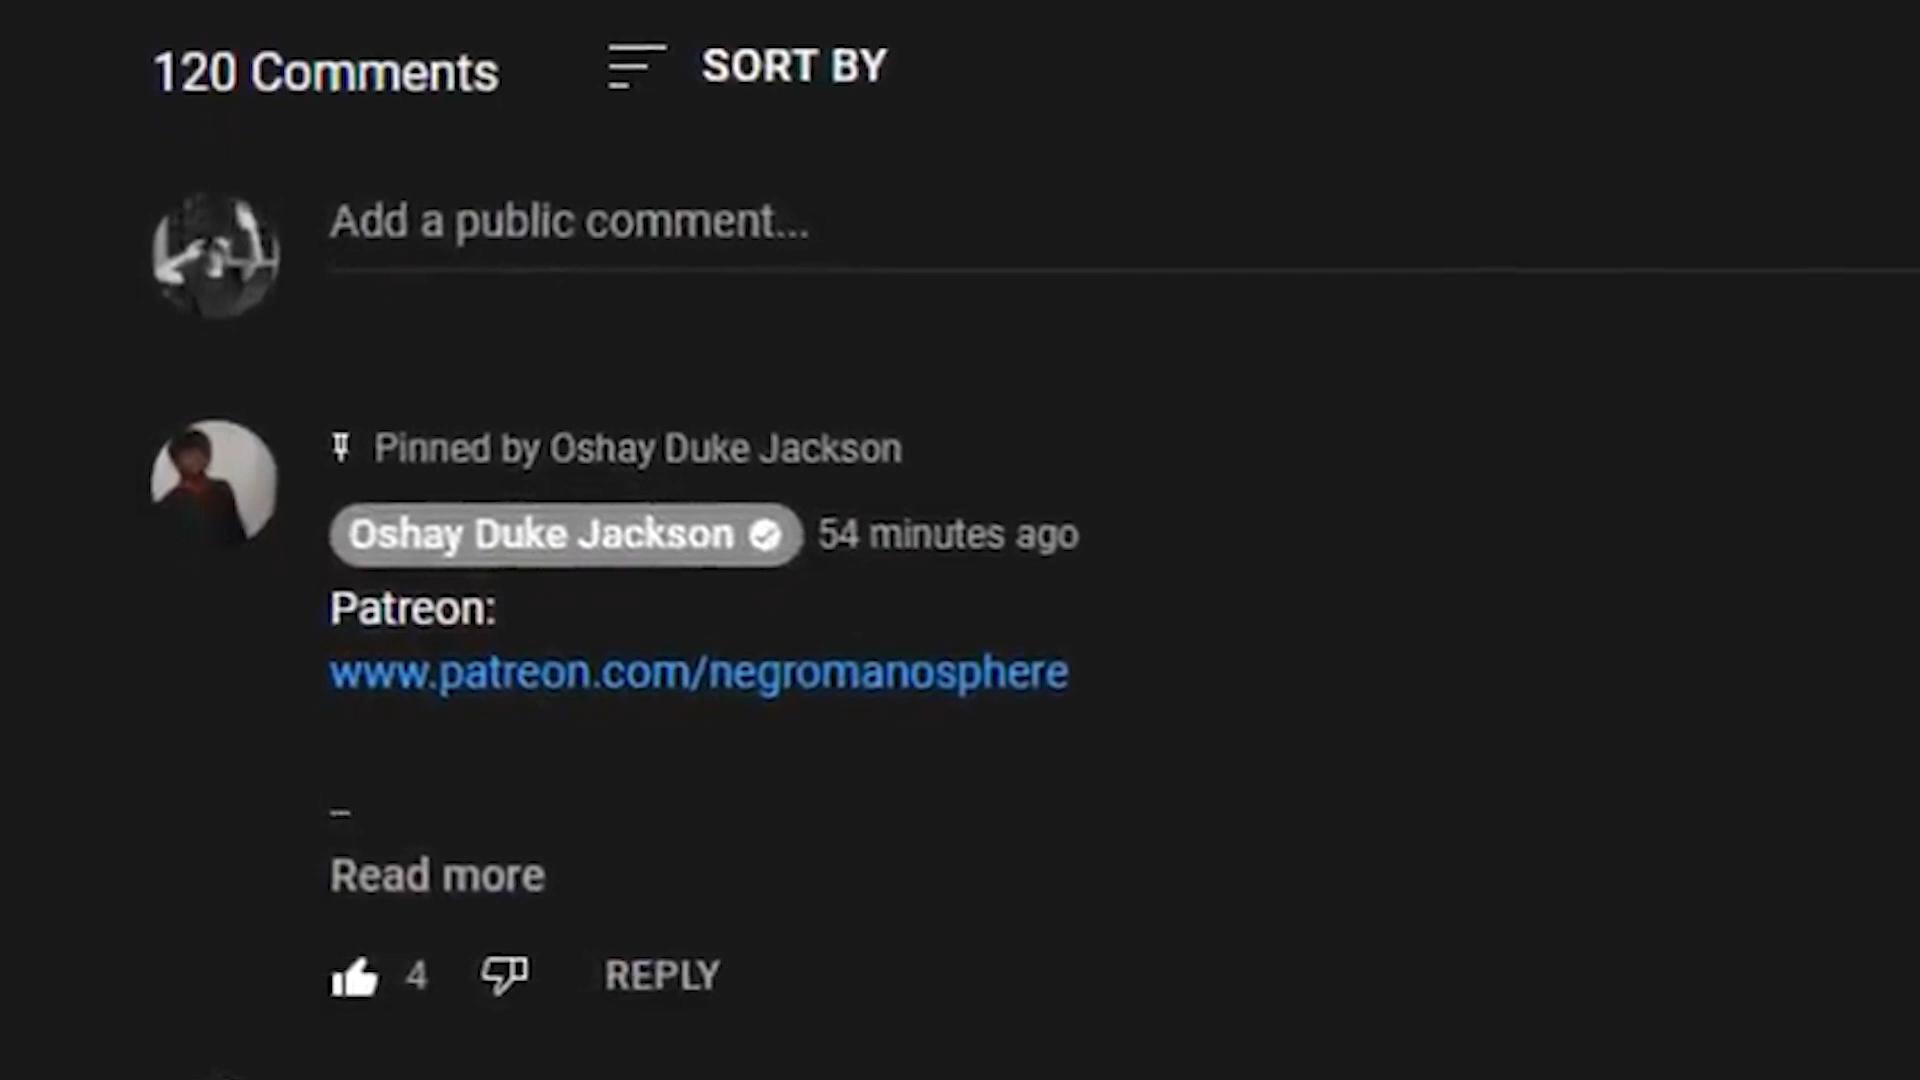 120 Comments
SORT BY
Add a public comment...
Pinned by Oshay Duke Jackson
Oshay Duke Jackson 54 minutes ago
Patreon:
www.patreon.com/negromanosphere
--
Read more
4 REPLY